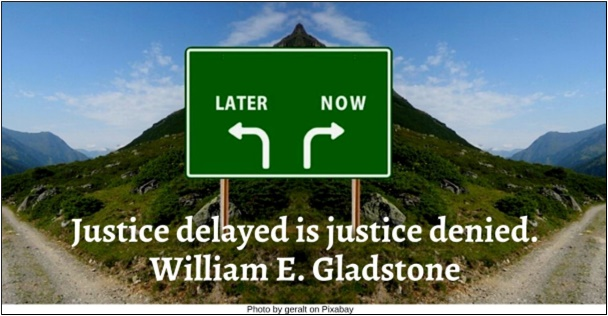 LATER NOW
Justice delayed is justice denied.
William E. Gladstone
Photo by geralt on Pixabay